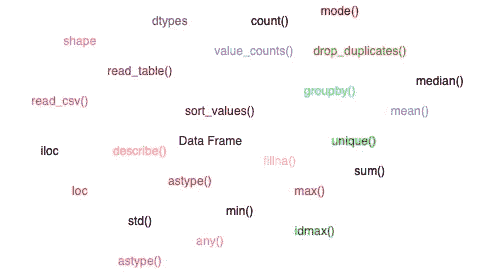 mode()
dtypes count()
shape value_counts() drop_duplicates()
read_table() median()
groupby()
read_csv() sort_values() mean()
iloc describe() Data Frame unique()
fillna() sum()
loc astype() max()
std() min()
any() idmax()
astype()